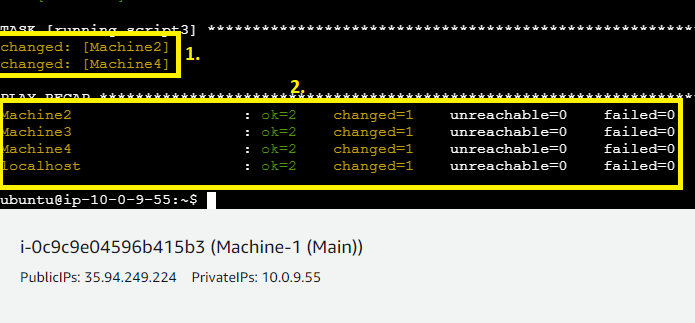 TASK [running script3] ****************************************************
changed: [Machine2]
changed: [Machine4]
1.
2.
PLAY RECAP ****************************************************************
Machine2 : ok=2 changed=1 unreachable=0 failed=0
Machine3 : ok=2 changed=1 unreachable=0 failed=0
Machine4 : ok=2 changed=1 unreachable=0 failed=0
localhost : ok=2 changed=1 unreachable=0 failed=0
ubuntu@ip-10-0-9-55:~$
i-0c9c9e04596b415b3 (Machine-1 (Main))
PublicIPs: 35.94.249.224 PrivateIPs: 10.0.9.55